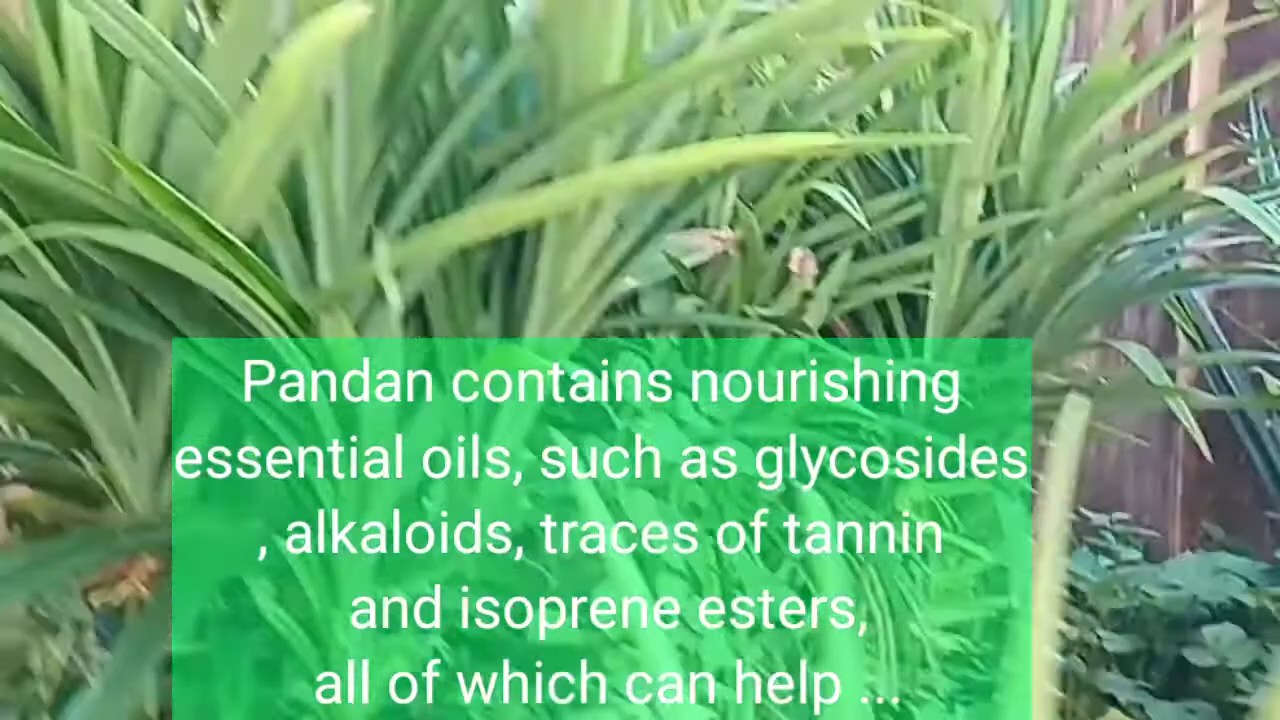 Pandan contains nourishing
essential oils, such as glycosides
, alkaloids, traces of tannin
and isoprene esters,
all of which can help ...